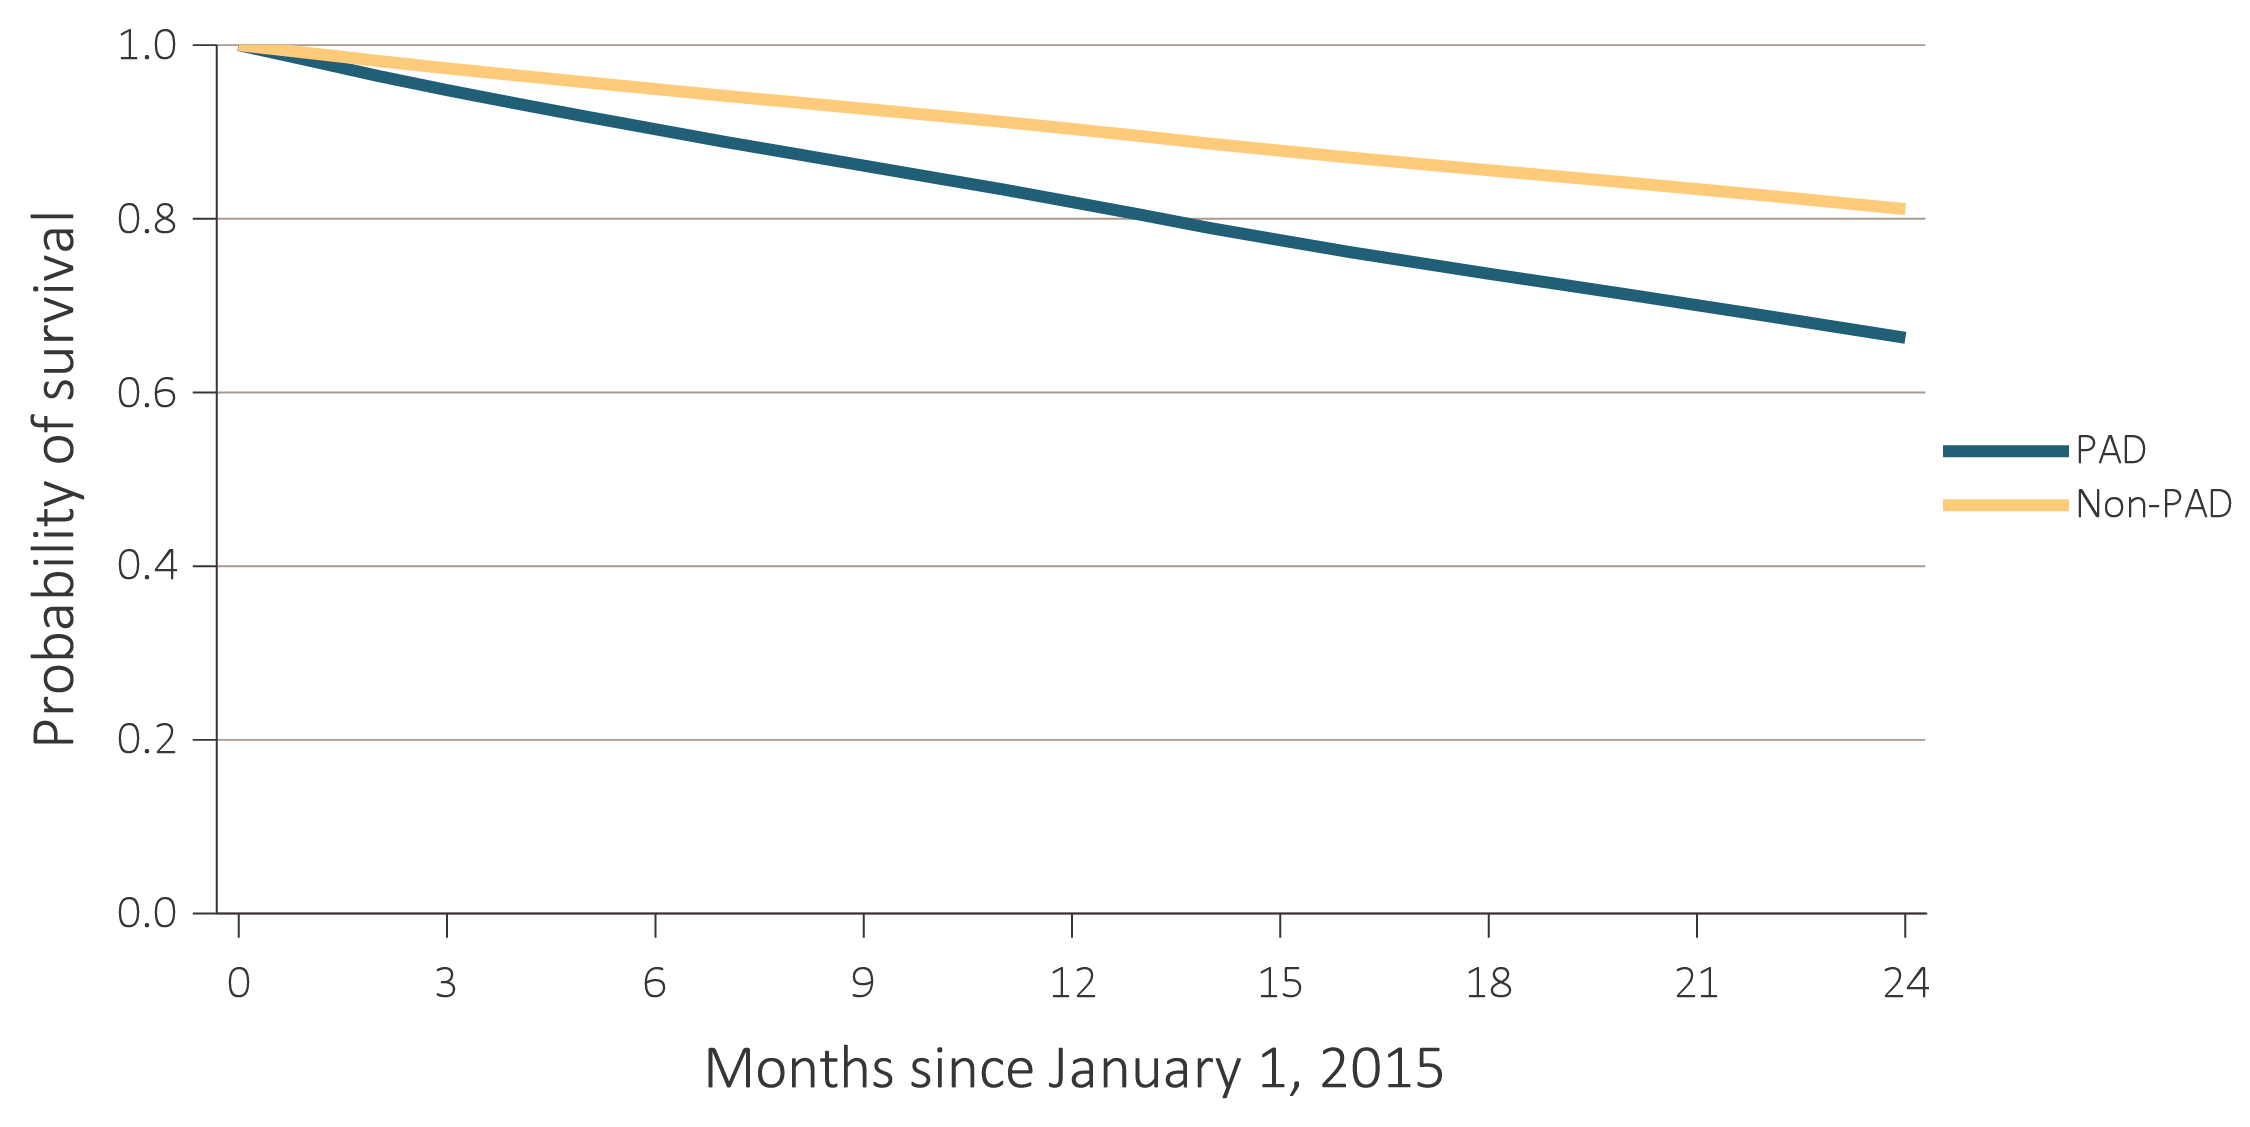 Probability of survival
1.0
0.8
0.6
0.4
0.2
0.0
0 3 6 9 12 15 18 21 24
Months since January 1, 2015
PAD
Non-PAD